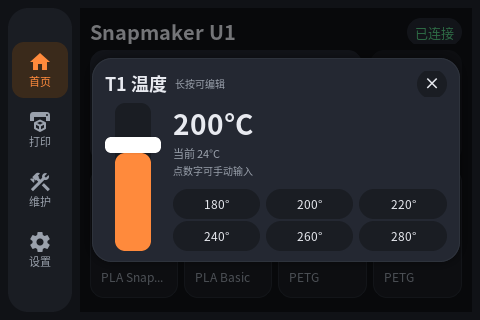 Snapmaker U1
已连接
首页
打印
维护
设置
T1 温度 长按可编辑
200°C
当前 24°C
点数字可手动输入
180° 200° 220°
240° 260° 280°
PLA Snap... PLA Basic PETG PETG